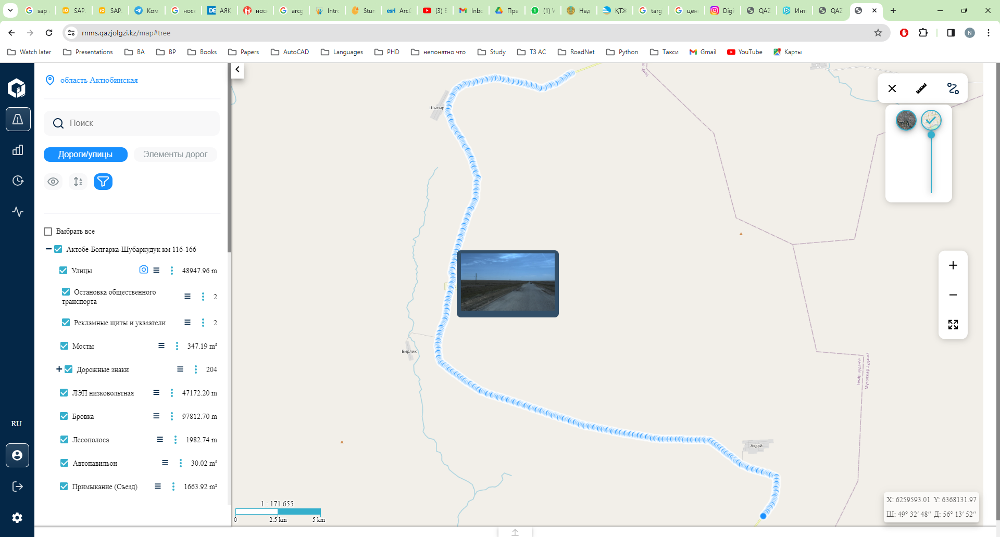 sap
SAP
SAP
Ком
носк
АЯҚ
нос
arcg
Intro
Stur
ArcG
(3) Е
Inbc
Пре
(1) V
Нед
ҚТЖ
targ
цен
Digi
QAZ
Инт
QAZ
rnms.qazjolgzi.kz/map#tree
N
Watch later
Presentations
BA
BP
Books
Papers
AutoCAD
Languages
PHD
непонятно что
Study
ТЗ АС
RoadNet
Python
Такси
Gmail
YouTube
Карты
область Актюбинская
Поиск
Дороги/улицы
Элементы дорог
Выбрать все
Актобе-Болгарка-Шубаркудук км 116-166
Улицы 48947.96 m
Остановка общественного
транспорта 2
Рекламные щиты и указатели 2
Мосты 347.19 m²
Дорожные знаки 204
ЛЭП низковольтная 47172.20 m
Бровка 97812.70 m
Лесополоса 1982.74 m
Автопавильон 30.02 m²
Примыкание (Съезд) 1663.92 m²
RU
Шығыр
Бирлик
Ақсай
Темір ауданы
Мұғалжар ауданы
1 : 171 655
0 2.5 km 5 km
X: 6259593.01 Y: 6368131.97
Ш: 49° 32′ 48″ Д: 56° 13′ 52″